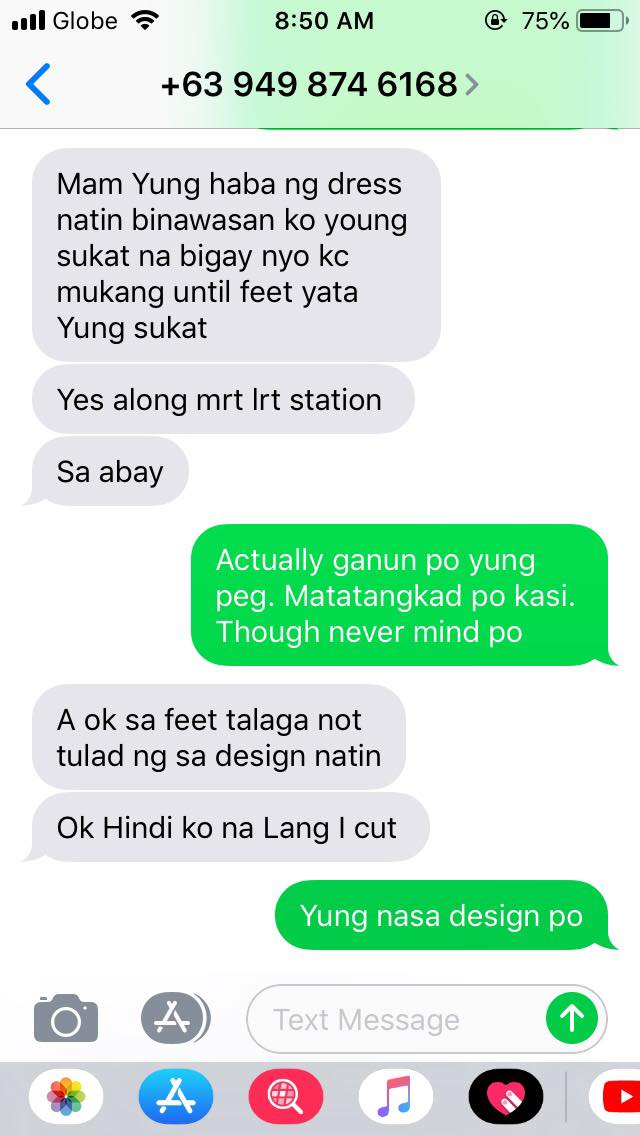 Globe 8:50 AM 75%
+63 949 874 6168
Mam Yung haba ng dress
natin binawasan ko young
sukat na bigay nyo kc
mukang until feet yata
Yung sukat
Yes along mrt lrt station
Sa abay
Actually ganun po yung
peg. Matatangkad po kasi.
Though never mind po
A ok sa feet talaga not
tulad ng sa design natin
Ok Hindi ko na Lang I cut
Yung nasa design po
Text Message